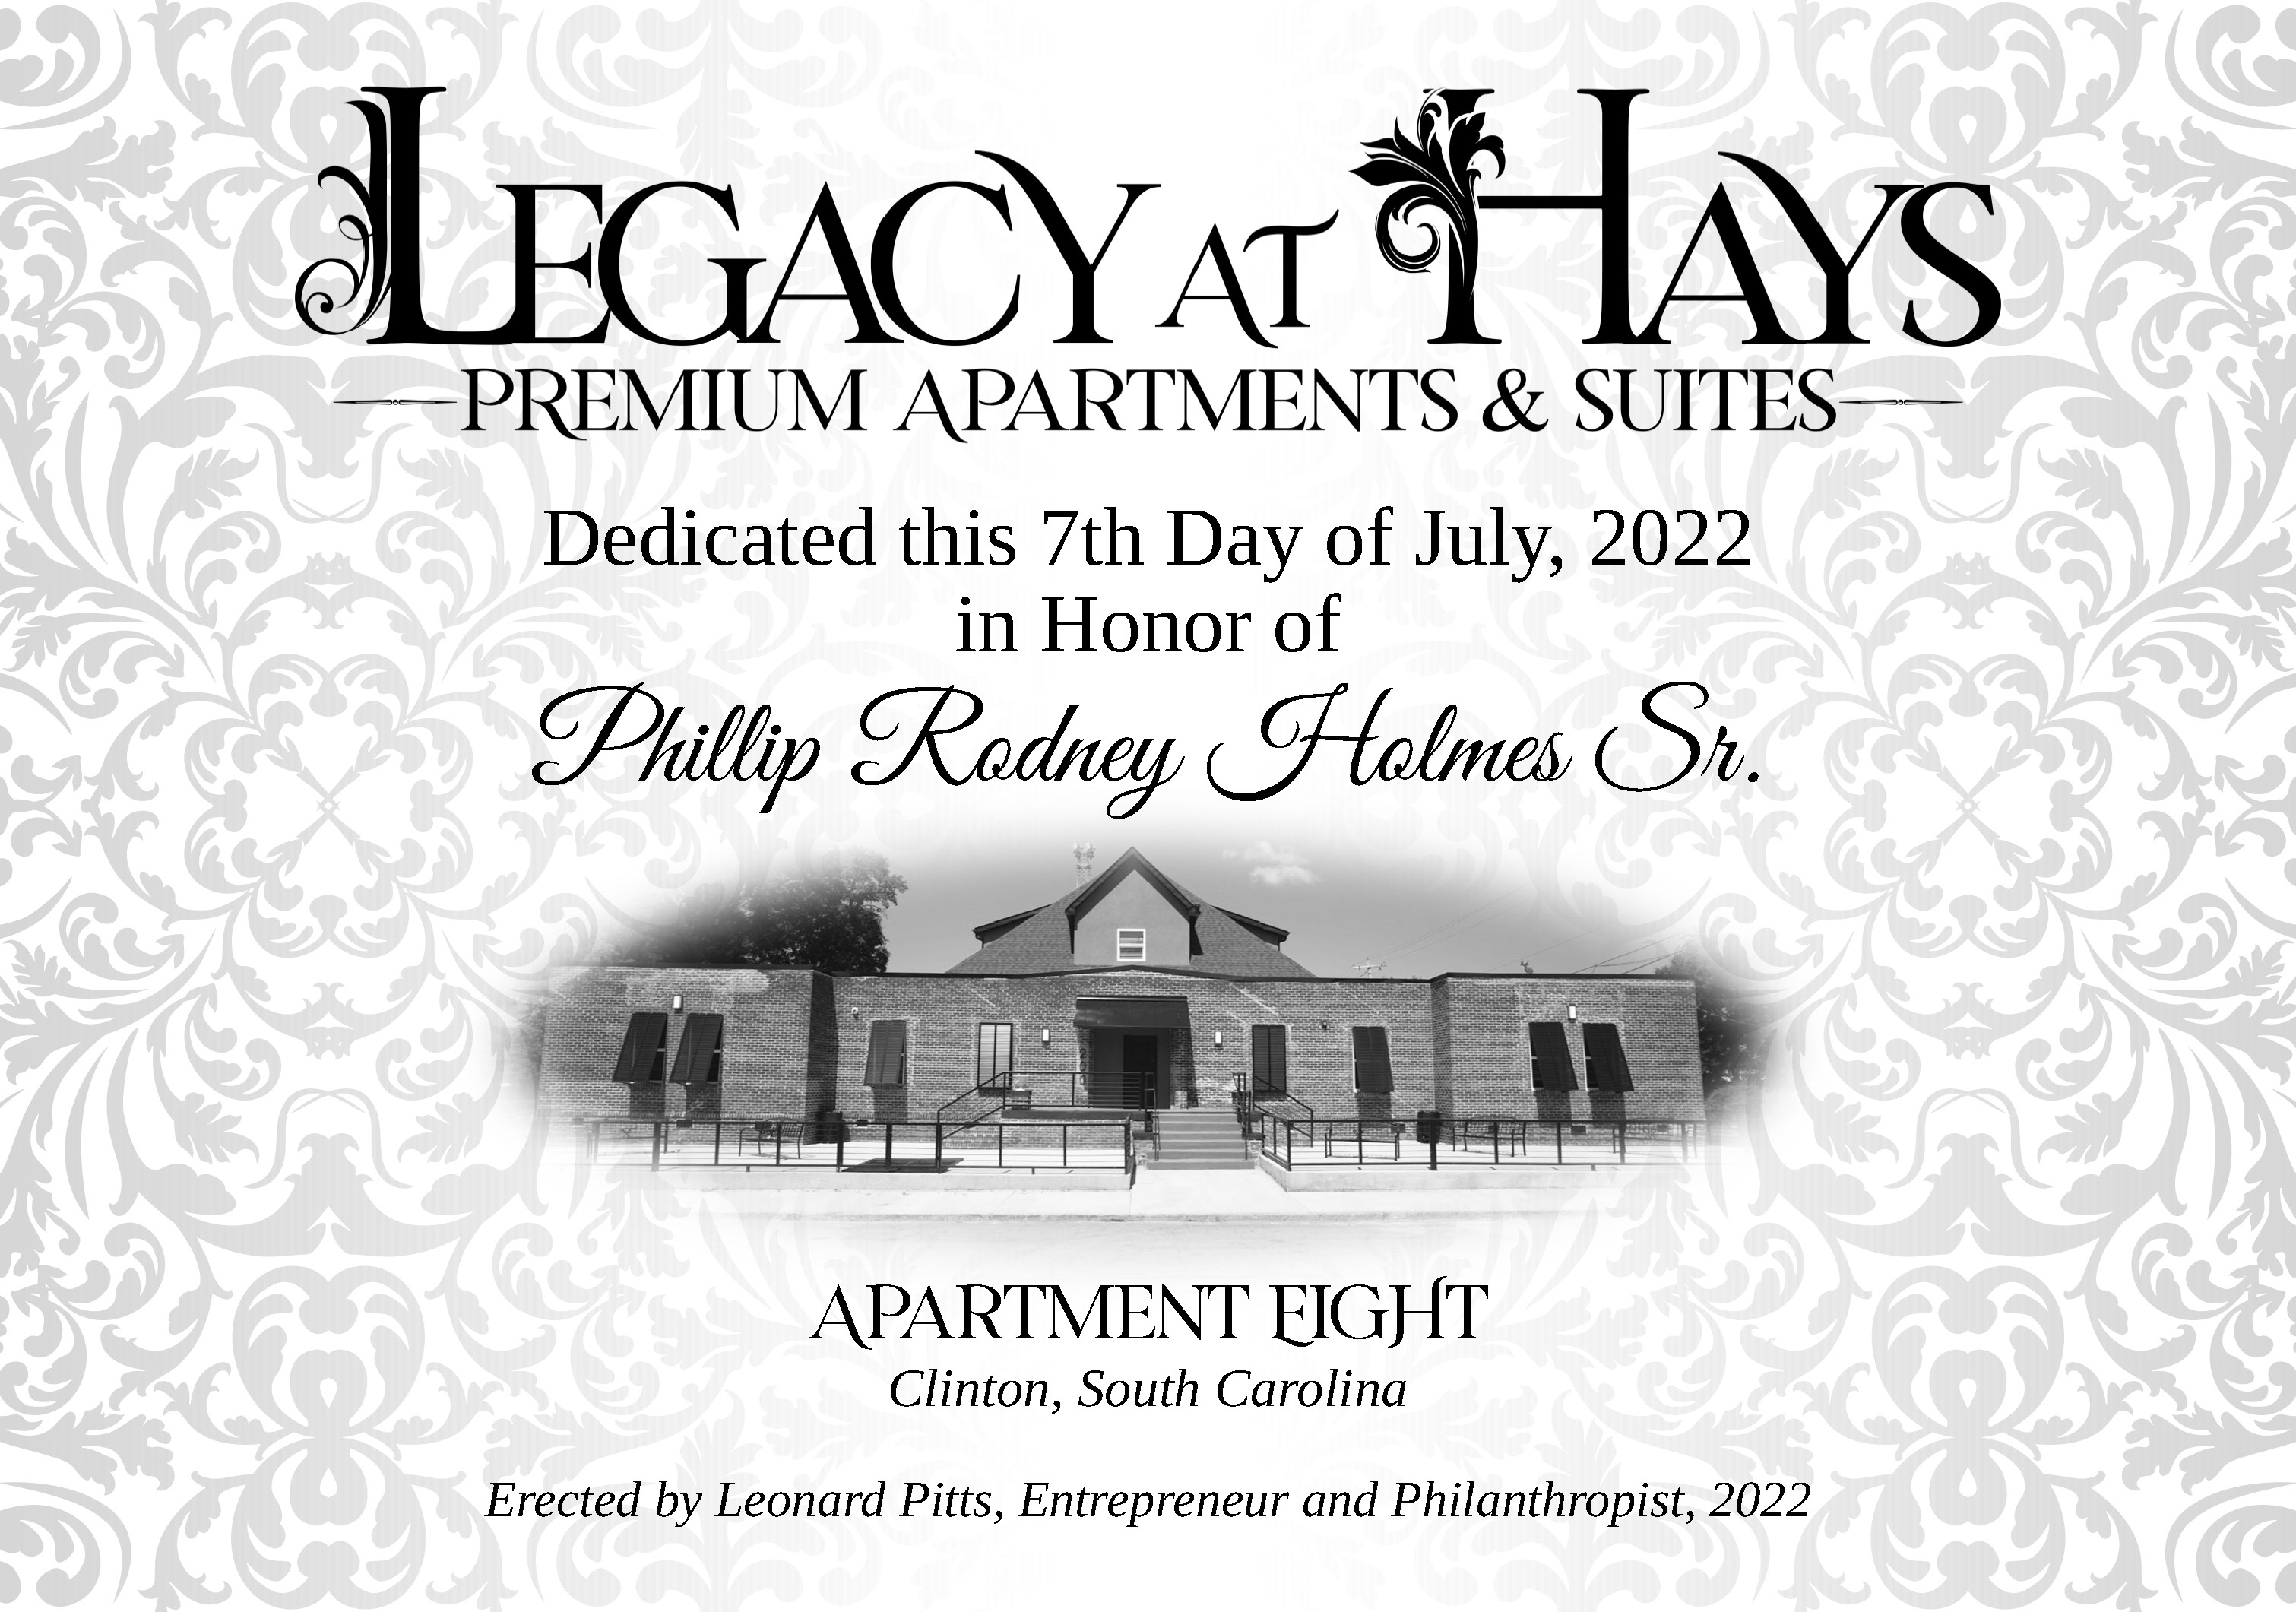 LEGACY AT HAYS
PREMIUM APARTMENTS & SUITES
Dedicated this 7th Day of July, 2022
in Honor of
Phillip Rodney Holmes Sr.
APARTMENT EIGHT
Clinton, South Carolina
Erected by Leonard Pitts, Entrepreneur and Philanthropist, 2022